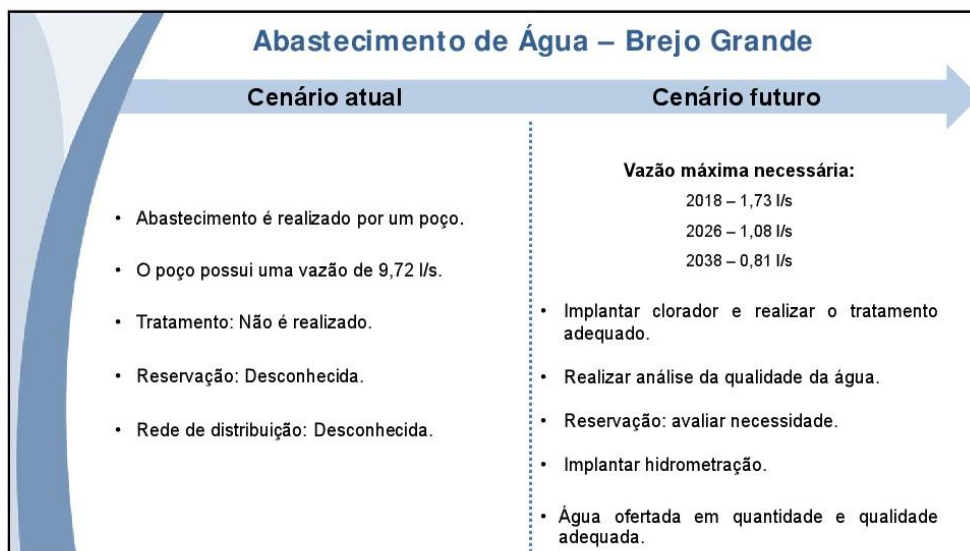 Abastecimento de Água – Brejo Grande
Cenário atual
Cenário futuro
• Abastecimento é realizado por um poço.
• O poço possui uma vazão de 9,72 l/s.
• Tratamento: Não é realizado.
• Reservação: Desconhecida.
• Rede de distribuição: Desconhecida.
Vazão máxima necessária:
2018 – 1,73 l/s
2026 – 1,08 l/s
2038 – 0,81 l/s
• Implantar clorador e realizar o tratamento
adequado.
• Realizar análise da qualidade da água.
• Reservação: avaliar necessidade.
• Implantar hidrometração.
• Água ofertada em quantidade e qualidade
adequada.